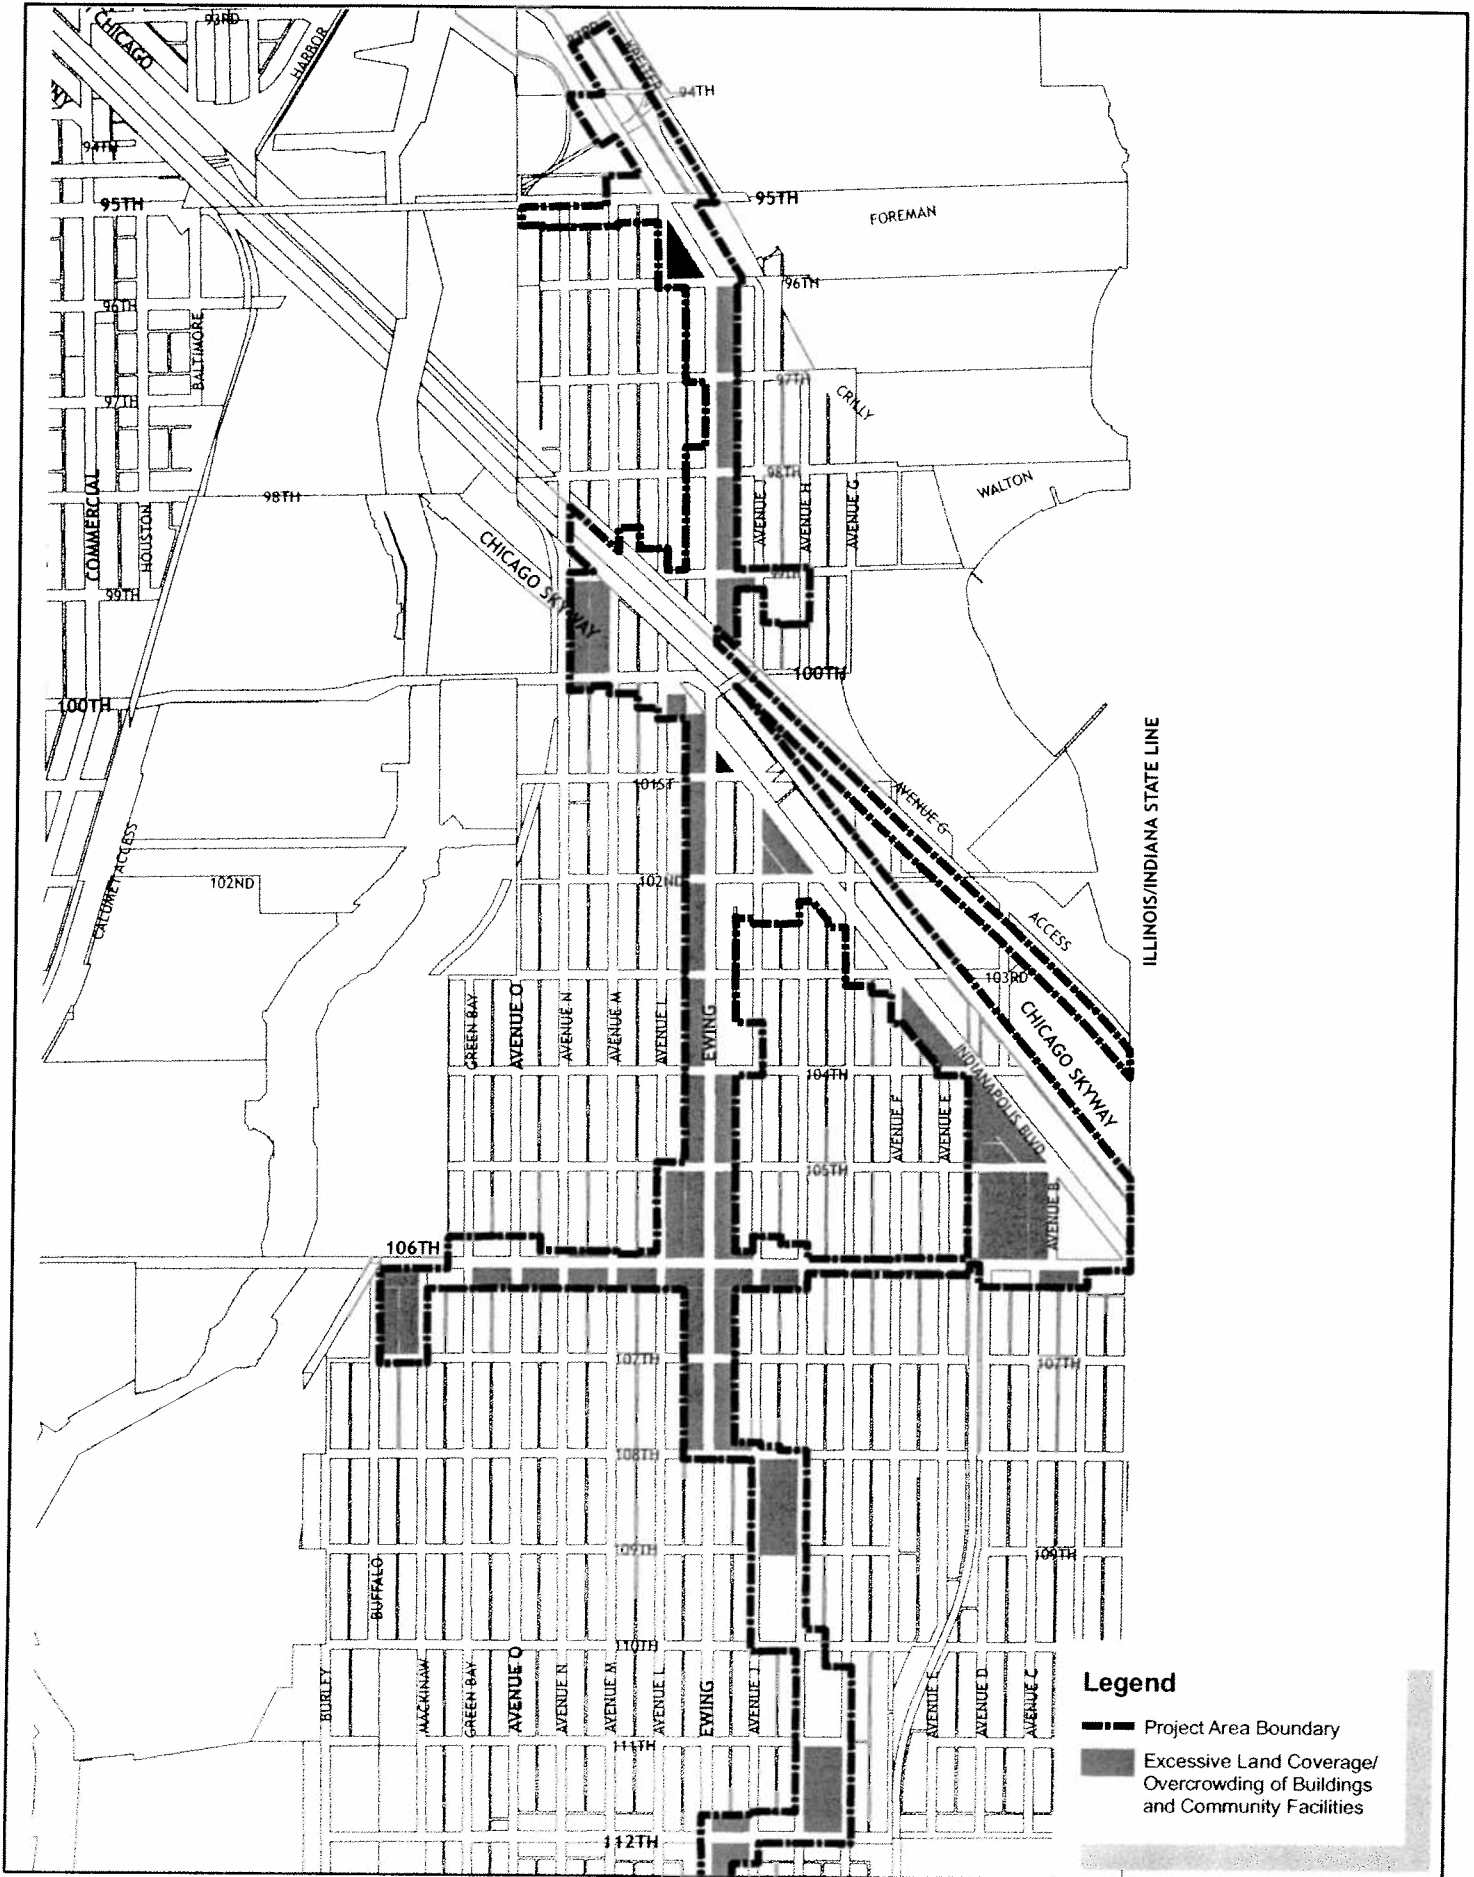 CHICAGO
93RD
HARBOR
94TH
94TH
95TH
95TH
FOREMAN
96TH
96TH
BALTIMORE
97TH
97TH
CRILLY
98TH
98TH
WALTON
COMMERCIAL
HOUSTON
CHICAGO SKYWAY
AVENUE H
AVENUE G
99TH
99TH
100TH
100TH
101ST
AVENUE G
ILLINOIS/INDIANA STATE LINE
CALUMET ACCESS
102ND
102ND
ACCESS
103RD
CHICAGO SKYWAY
GREEN BAY
AVENUE O
AVENUE N
AVENUE M
AVENUE L
EWING
INDIANAPOLIS BLVD
104TH
AVENUE F
AVENUE E
105TH
AVENUE B
106TH
107TH
107TH
108TH
109TH
109TH
BUFFALO
110TH
BURLEY
MACKINAW
GREEN BAY
AVENUE O
AVENUE N
AVENUE M
AVENUE L
EWING
AVENUE J
AVENUE E
AVENUE D
AVENUE C
111TH
112TH
Legend
Project Area Boundary
Excessive Land Coverage/
Overcrowding of Buildings
and Community Facilities